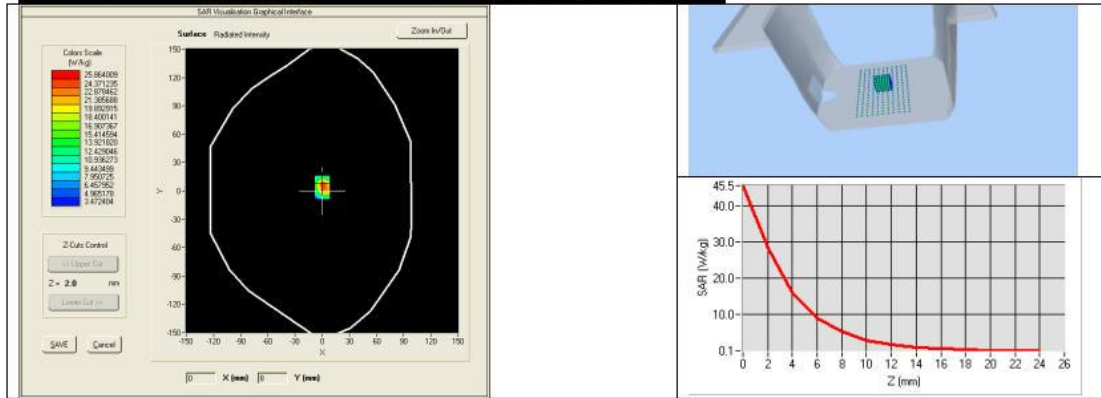 SAR Visualisation Graphical Interface
Surface Radiated Intensity
Zoom In/Out
Colors Scale
(W/kg)
25.864009
24.371235
22.878462
21.385688
19.892915
18.400141
16.907367
15.414594
13.921820
12.429046
10.936273
9.443499
7.950725
6.457952
4.965178
3.472404
Z-Cuts Control
<< Upper Cut
Z = 2.0 mm
Lower Cut >>
SAVE Cancel
150-
120-
90-
60-
30-
0-
-30-
-60-
-90-
-120-
-150-
Y
-150 -120 -90 -60 -30 0 30 60 90 120 150
X
0 X (mm) 8 Y (mm)
45.5-
40.0-
30.0-
20.0-
10.0-
0.1-
SAR (W/kg)
0 2 4 6 8 10 12 14 16 18 20 22 24 26
Z (mm)